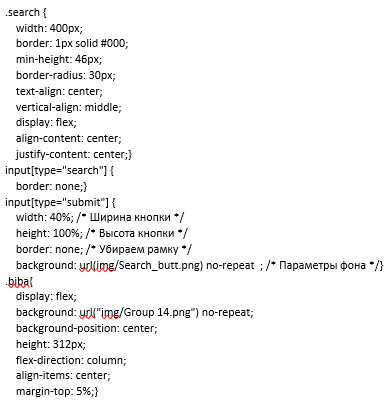 .search {
width: 400px;
border: 1px solid #000;
min-height: 46px;
border-radius: 30px;
text-align: center;
vertical-align: middle;
display: flex;
align-content: center;
justify-content: center;}
input[type="search"] {
border: none;}
input[type="submit"] {
width: 40%; /* Ширина кнопки */
height: 100%; /* Высота кнопки */
border: none; /* Убираем рамку */
background: url(img/Search_butt.png) no-repeat  ; /* Параметры фона */}
.biba{
display: flex;
background: url("img/Group 14.png") no-repeat;
background-position: center;
height: 312px;
flex-direction: column;
align-items: center;
margin-top: 5%;}